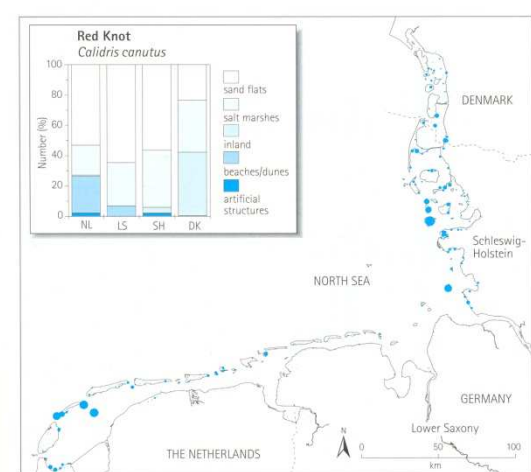 Red Knot
Calidris canutus
Number (%)
100
80
60
40
20
0
NL LS SH DK
sand flats
salt marshes
inland
beaches/dunes
artificial
structures
DENMARK
Schleswig-
Holstein
NORTH SEA
GERMANY
Lower Saxony
THE NETHERLANDS
N
0 50 100
km